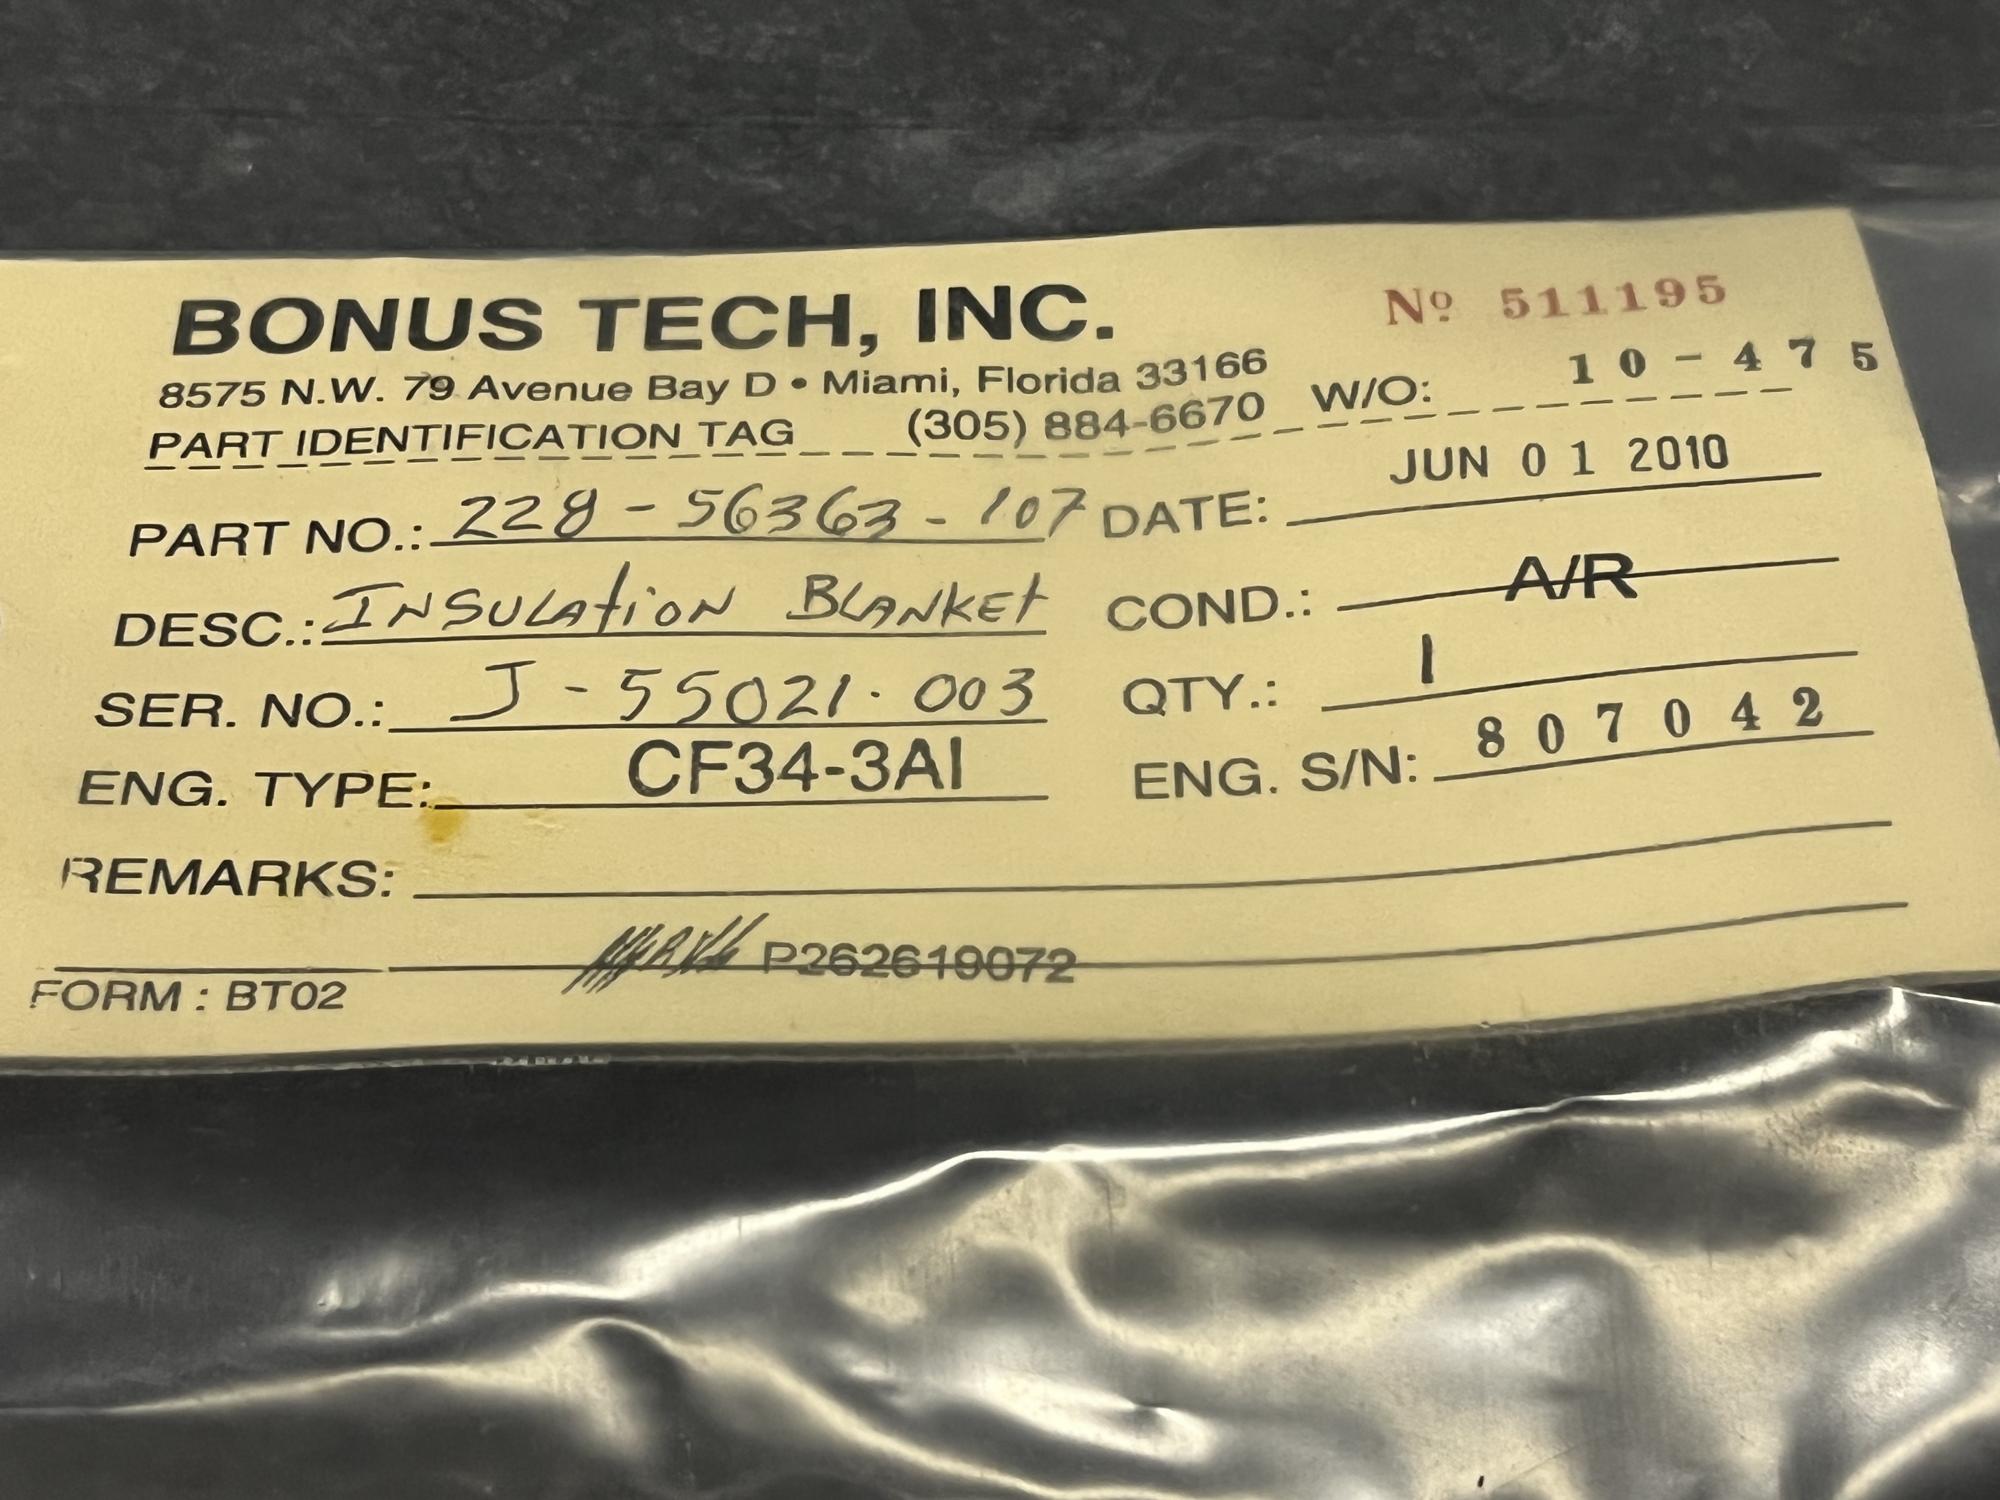 BONUS TECH, INC.
Nº 511195
8575 N.W. 79 Avenue Bay D • Miami, Florida 33166
PART IDENTIFICATION TAG (305) 884-6670 W/O: 10-475
PART NO.: 228-56363-107 DATE: JUN 01 2010
DESC.: INSULATION BLANKET COND.: A/R
SER. NO.: J-55021.003 QTY.: 1
ENG. TYPE: CF34-3AI ENG. S/N: 807042
REMARKS:
P262619072
FORM : BT02